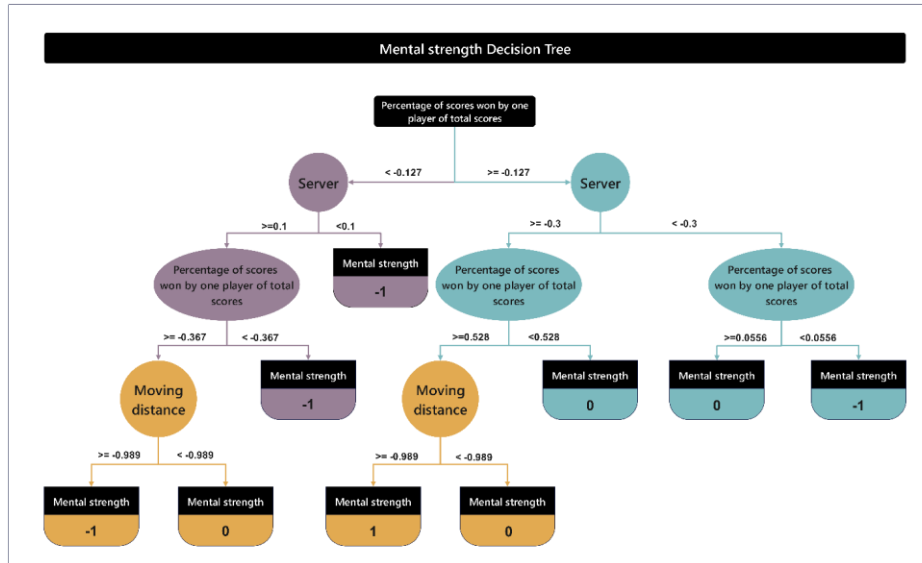 Mental strength Decision Tree
Percentage of scores won by one
player of total scores
< -0.127
>= -0.127
Server
Server
>=0.1
<0.1
>= -0.3
< -0.3
Percentage of scores
won by one player of total
scores
Mental strength
-1
Percentage of scores
won by one player of total
scores
Percentage of scores
won by one player of total
scores
>= -0.367
< -0.367
>=0.528
<0.528
>=0.0556
<0.0556
Moving
distance
Mental strength
-1
Moving
distance
Mental strength
0
Mental strength
0
Mental strength
-1
>= -0.989
< -0.989
>= -0.989
< -0.989
Mental strength
-1
Mental strength
0
Mental strength
1
Mental strength
0